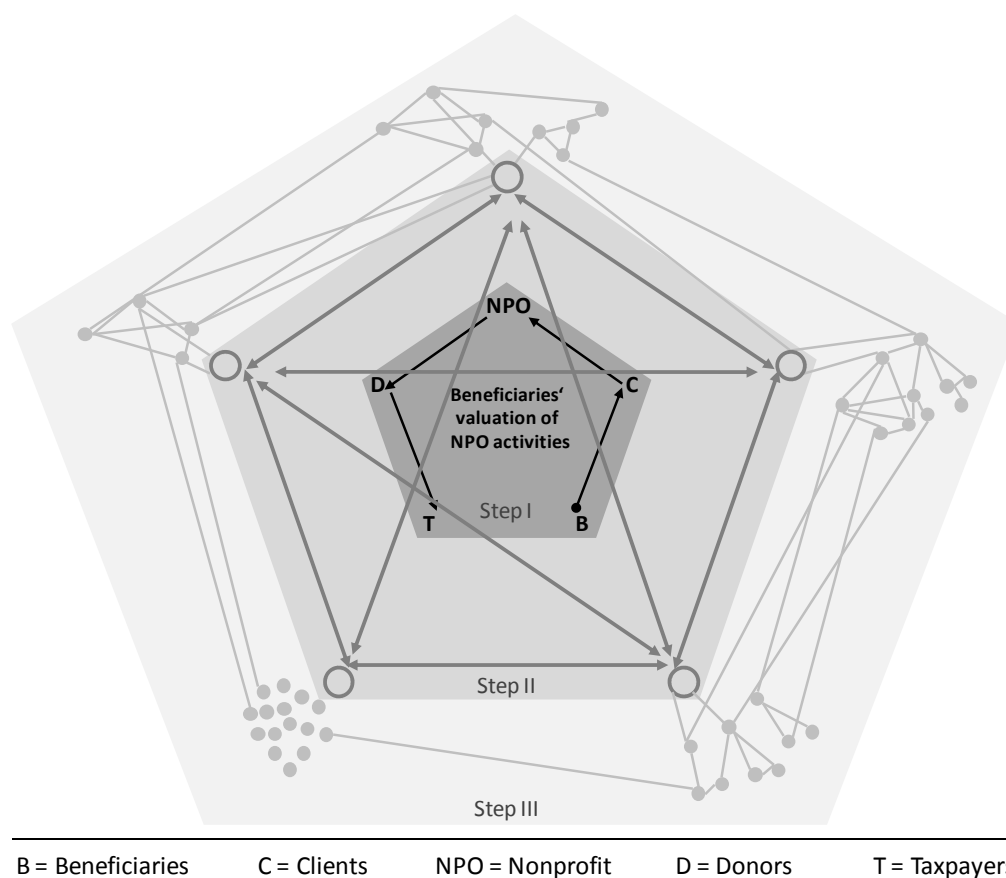 NPO
D
C
Beneficiaries‘
valuation of
NPO activities
T
Step I
B
Step II
Step III
B = Beneficiaries C = Clients NPO = Nonprofit D = Donors T = Taxpayer